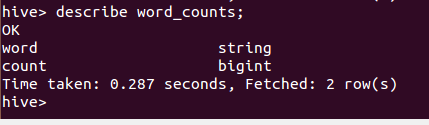 hive> describe word_counts;
OK
word                    string
count                   bigint
Time taken: 0.287 seconds, Fetched: 2 row(s)
hive>